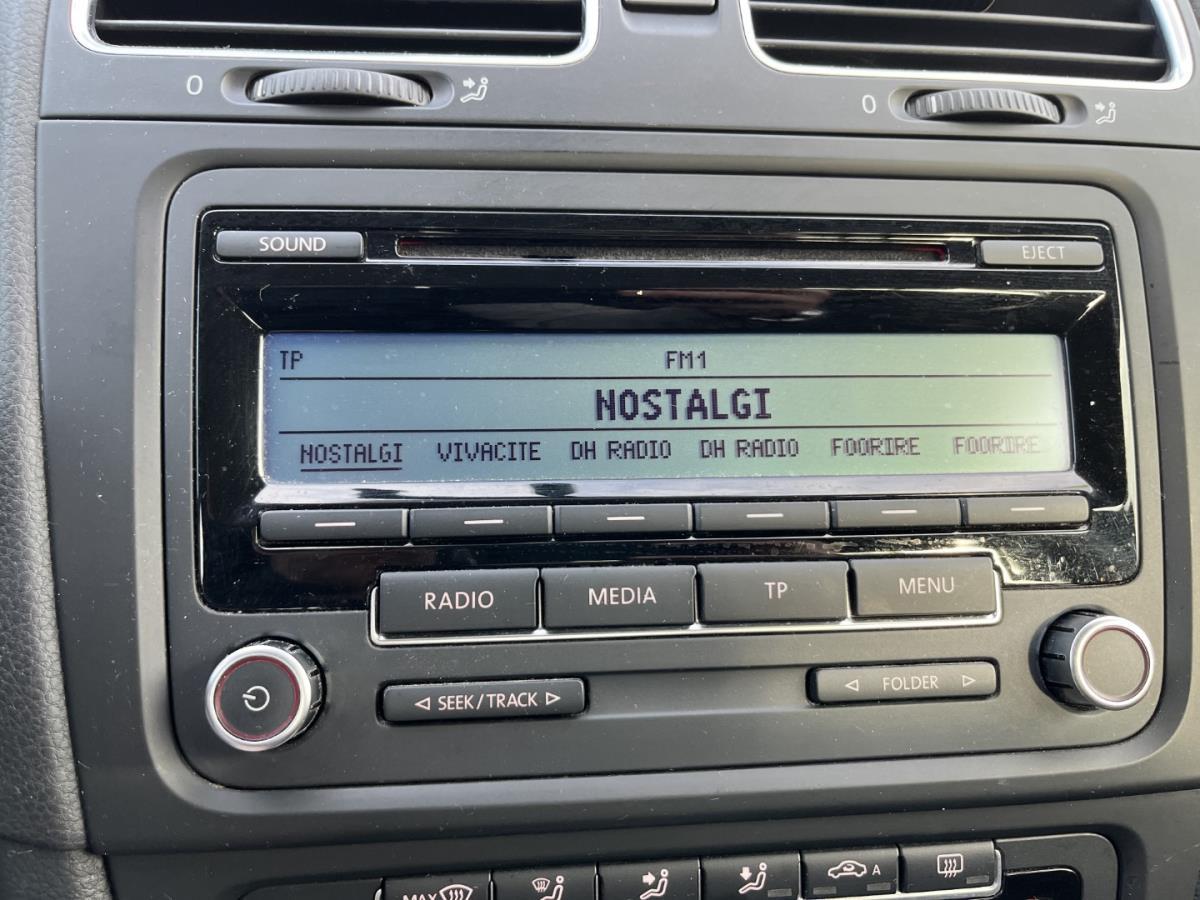 0 0
SOUND EJECT
TP FM1
NOSTALGI
NOSTALGI VIVACITE DH RADIO DH RADIO FOORIRE FOORIRE
RADIO MEDIA TP MENU
SEEK/TRACK FOLDER
MAX A